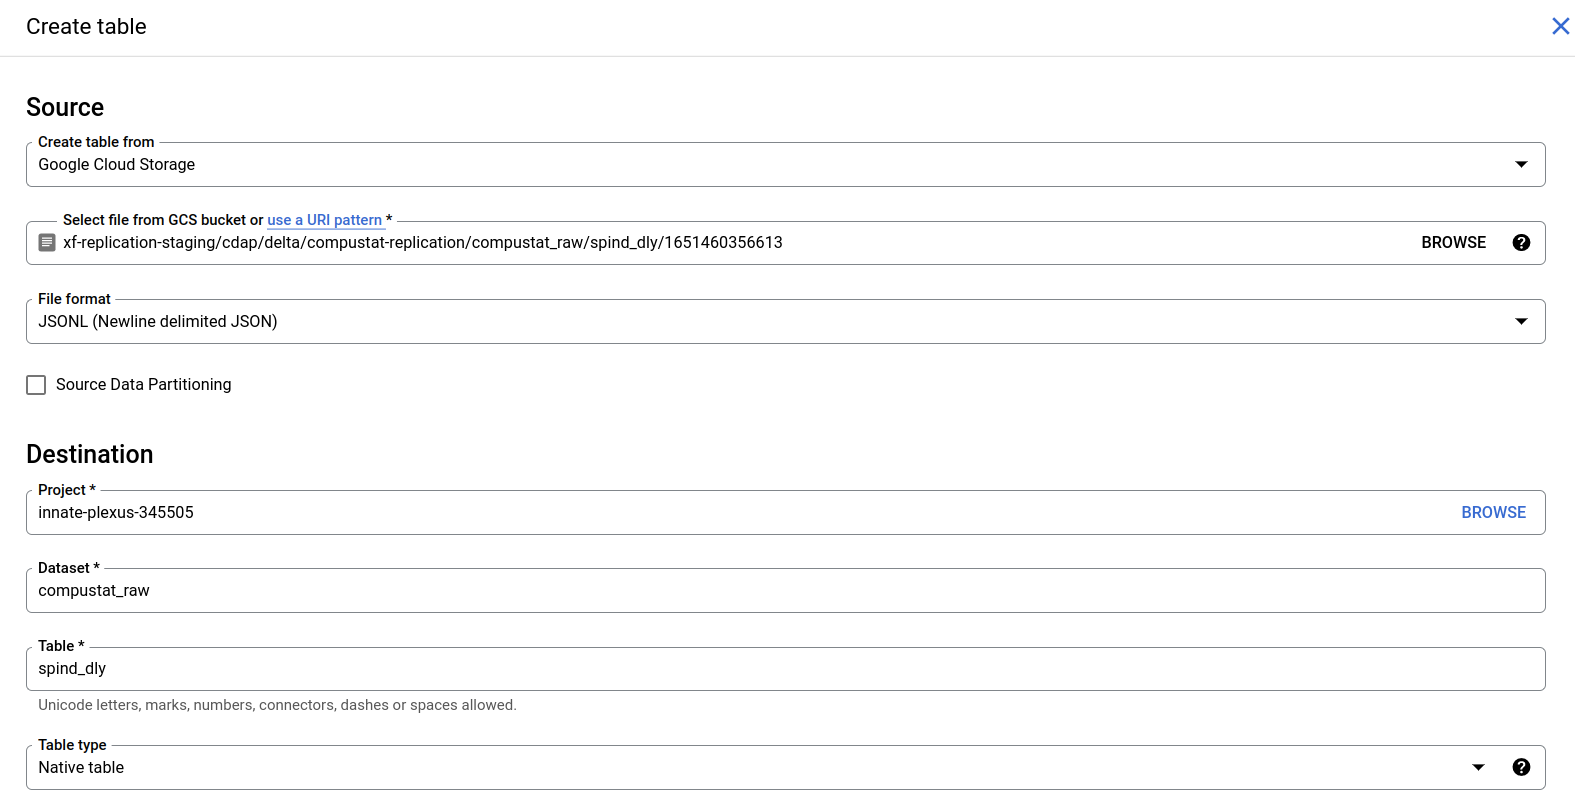 Create table
Source
Create table from
Google Cloud Storage
Select file from GCS bucket or use a URI pattern *
xf-replication-staging/cdap/delta/compustat-replication/compustat_raw/spind_dly/1651460356613 BROWSE ?
File format
JSONL (Newline delimited JSON)
Source Data Partitioning
Destination
Project *
innate-plexus-345505 BROWSE
Dataset *
compustat_raw
Table *
spind_dly
Unicode letters, marks, numbers, connectors, dashes or spaces allowed.
Table type
Native table ?